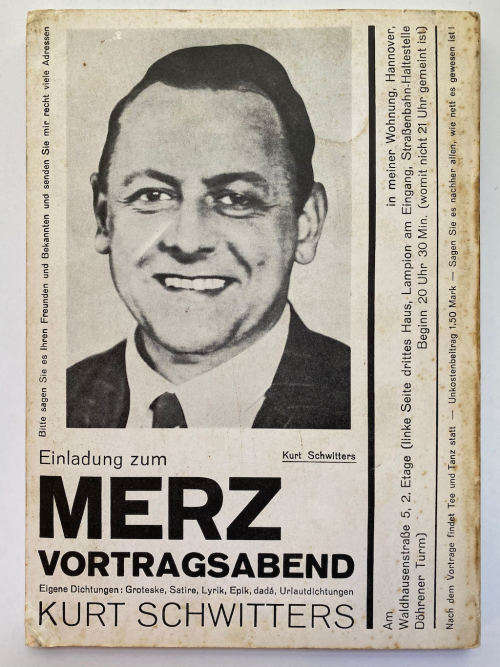 Bitte sagen Sie es Ihren Freunden und Bekannten und senden Sie mir recht viele Adressen
Kurt Schwitters
Einladung zum
MERZ
VORTRAGSABEND
Eigene Dichtungen: Groteske, Satire, Lyrik, Epik, dadá, Urlautdichtungen
KURT SCHWITTERS
Am in meiner Wohnung, Hannover,
Waldhausenstraße 5, 2. Etage (linke Seite drittes Haus, Lampion am Eingang, Straßenbahn-Haltestelle
Döhrener Turm) Beginn 20 Uhr 30 Min. (womit nicht 21 Uhr gemeint ist)
Nach dem Vortrage findet Tee und Tanz statt — Unkostenbeitrag 1,50 Mark — Sagen Sie es nachher allen, wie nett es gewesen ist!